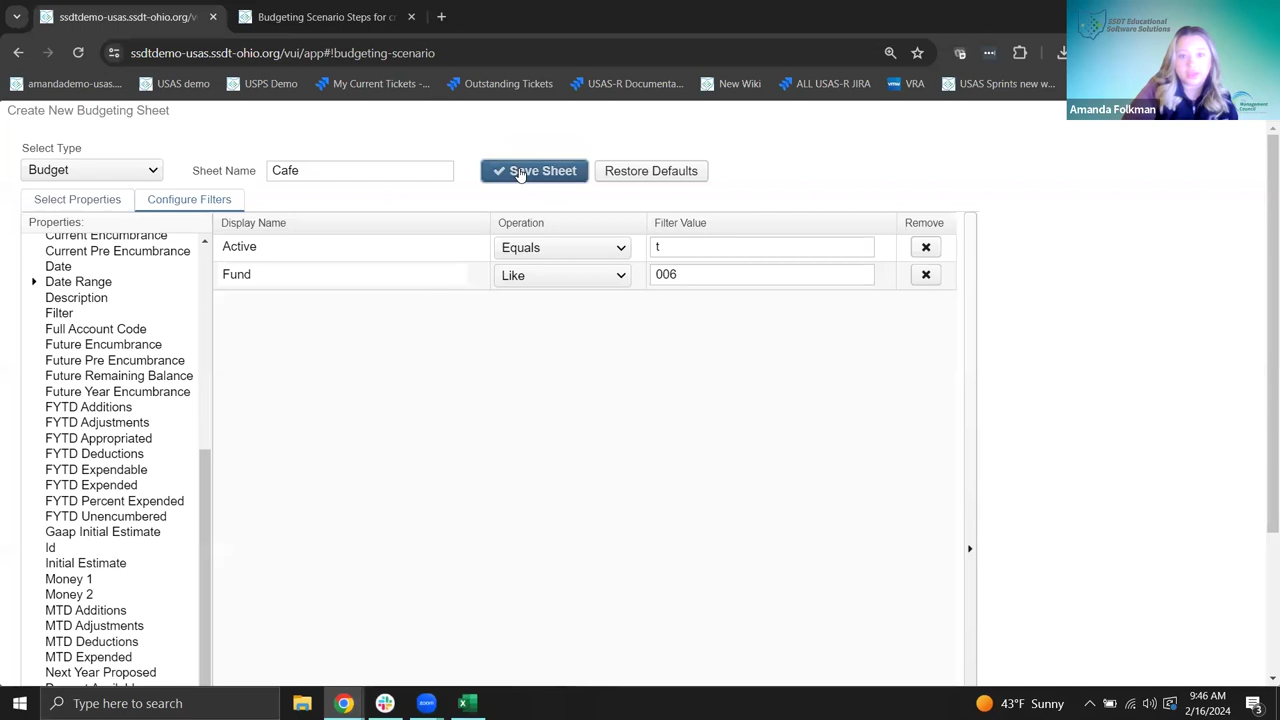 ssdtdemo-usas.ssdt-ohio.org/v
Budgeting Scenario Steps for c
ssdtdemo-usas.ssdt-ohio.org/vui/app#!budgeting-scenario
SSDT Educational
Software Solutions
Management
Council
Amanda Folkman
amandademo-usas.s
USAS demo
USPS Demo
My Current Tickets -...
Outstanding Tickets
USAS-R Documenta...
New Wiki
ALL USAS-R JIRA
VRA
USAS Sprints new w...
Create New Budgeting Sheet
Select Type
Budget
Sheet Name
Cafe
Save Sheet
Restore Defaults
Select Properties
Configure Filters
Properties:
Display Name
Operation
Filter Value
Remove
Active
Equals
t
Fund
Like
006
Current Encumbrance
Current Pre Encumbrance
Date
Date Range
Description
Filter
Full Account Code
Future Encumbrance
Future Pre Encumbrance
Future Remaining Balance
Future Year Encumbrance
FYTD Additions
FYTD Adjustments
FYTD Appropriated
FYTD Deductions
FYTD Expendable
FYTD Expended
FYTD Percent Expended
FYTD Unencumbered
Gaap Initial Estimate
Id
Initial Estimate
Money 1
Money 2
MTD Additions
MTD Adjustments
MTD Deductions
MTD Expended
Next Year Proposed
Type here to search
zoom
43°F Sunny
9:46 AM
2/16/2024
3